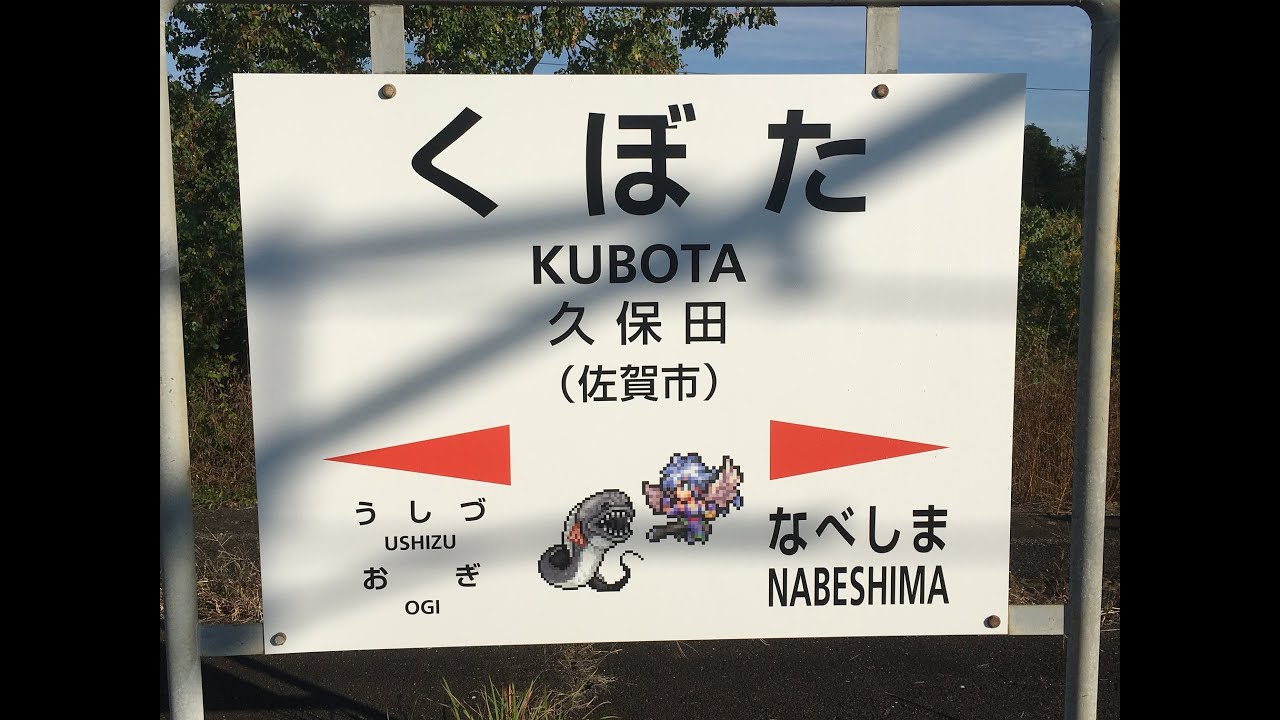 くぼた
KUBOTA
久保田
（佐賀市）
うしづ
USHIZU
おぎ
OGI
なべしま
NABESHIMA